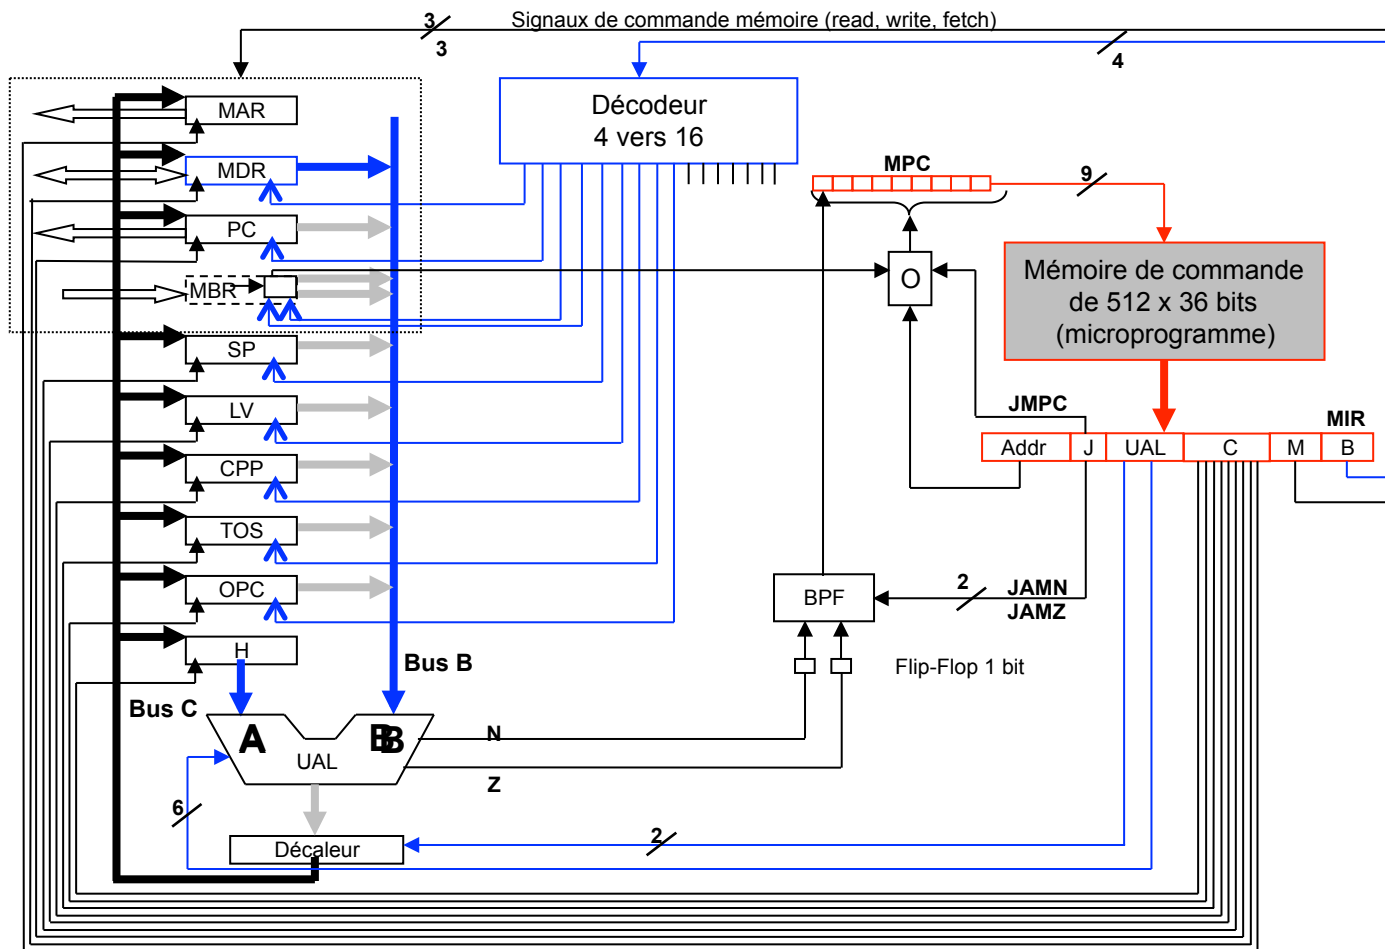 3 Signaux de commande mémoire (read, write, fetch)
3
4
Décodeur
4 vers 16
MAR
MDR
PC
MBR
SP
LV
CPP
TOS
OPC
H
MPC
9
O
Mémoire de commande
de 512 x 36 bits
(microprogramme)
JMPC
MIR
Addr J UAL C M B
BPF
2
JAMN
JAMZ
Flip-Flop 1 bit
Bus B
Bus C
A
B
B
UAL
N
Z
6
2
Décaleur